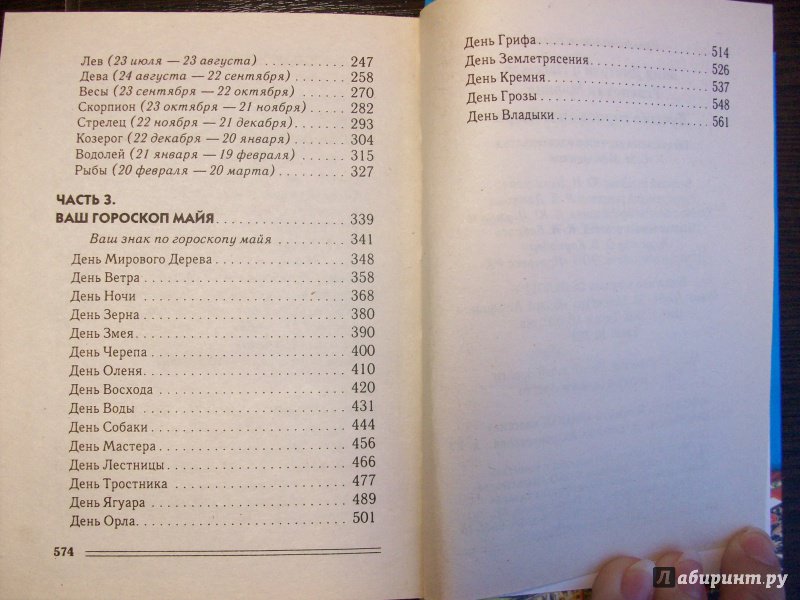 Лев (23 июля — 23 августа) 247
Дева (24 августа — 22 сентября) 258
Весы (23 сентября — 22 октября) 270
Скорпион (23 октября — 21 ноября) 282
Стрелец (22 ноября — 21 декабря) 293
Козерог (22 декабря — 20 января) 304
Водолей (21 января — 19 февраля) 315
Рыбы (20 февраля — 20 марта) 327
ЧАСТЬ 3.
ВАШ ГОРОСКОП МАЙЯ 339
Ваш знак по гороскопу майя 341
День Мирового Дерева 348
День Ветра 358
День Ночи 368
День Зерна 380
День Змея 390
День Черепа 400
День Оленя 410
День Восхода 420
День Воды 431
День Собаки 444
День Мастера 456
День Лестницы 466
День Тростника 477
День Ягуара 489
День Орла 501
574
День Грифа 514
День Землетрясения 526
День Кремня 537
День Грозы 548
День Владыки 561
Лабиринт.ру